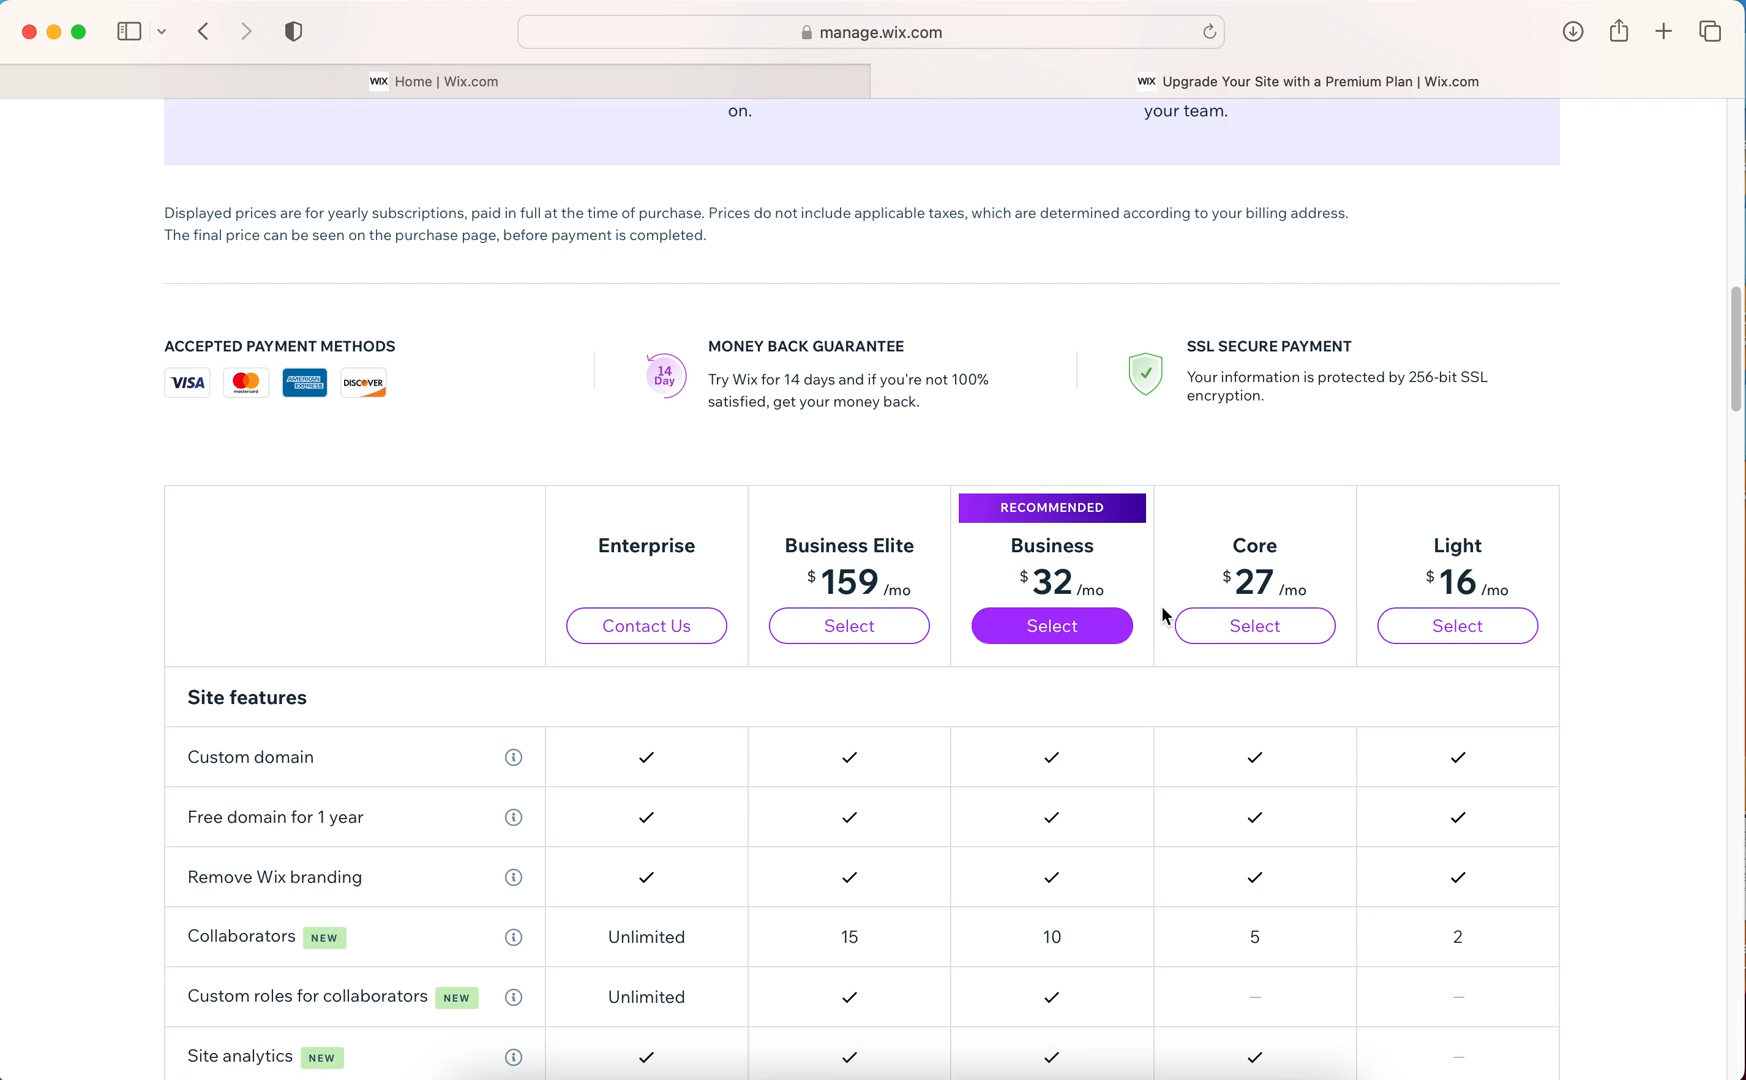 manage.wix.com
WIX Home | Wix.com
WIX Upgrade Your Site with a Premium Plan | Wix.com
on.
your team.
Displayed prices are for yearly subscriptions, paid in full at the time of purchase. Prices do not include applicable taxes, which are determined according to your billing address.
The final price can be seen on the purchase page, before payment is completed.
ACCEPTED PAYMENT METHODS
VISA
mastercard
AMERICAN EXPRESS
DISCOVER
14
Day
MONEY BACK GUARANTEE
Try Wix for 14 days and if you're not 100%
satisfied, get your money back.
SSL SECURE PAYMENT
Your information is protected by 256-bit SSL
encryption.
RECOMMENDED
Enterprise Business Elite Business Core Light
$159/mo $32/mo $27/mo $16/mo
Contact Us Select Select Select Select
Site features
Custom domain ✓ ✓ ✓ ✓ ✓
Free domain for 1 year ✓ ✓ ✓ ✓ ✓
Remove Wix branding ✓ ✓ ✓ ✓ ✓
Collaborators NEW Unlimited 15 10 5 2
Custom roles for collaborators NEW Unlimited ✓ ✓ – –
Site analytics NEW ✓ ✓ ✓ ✓ –